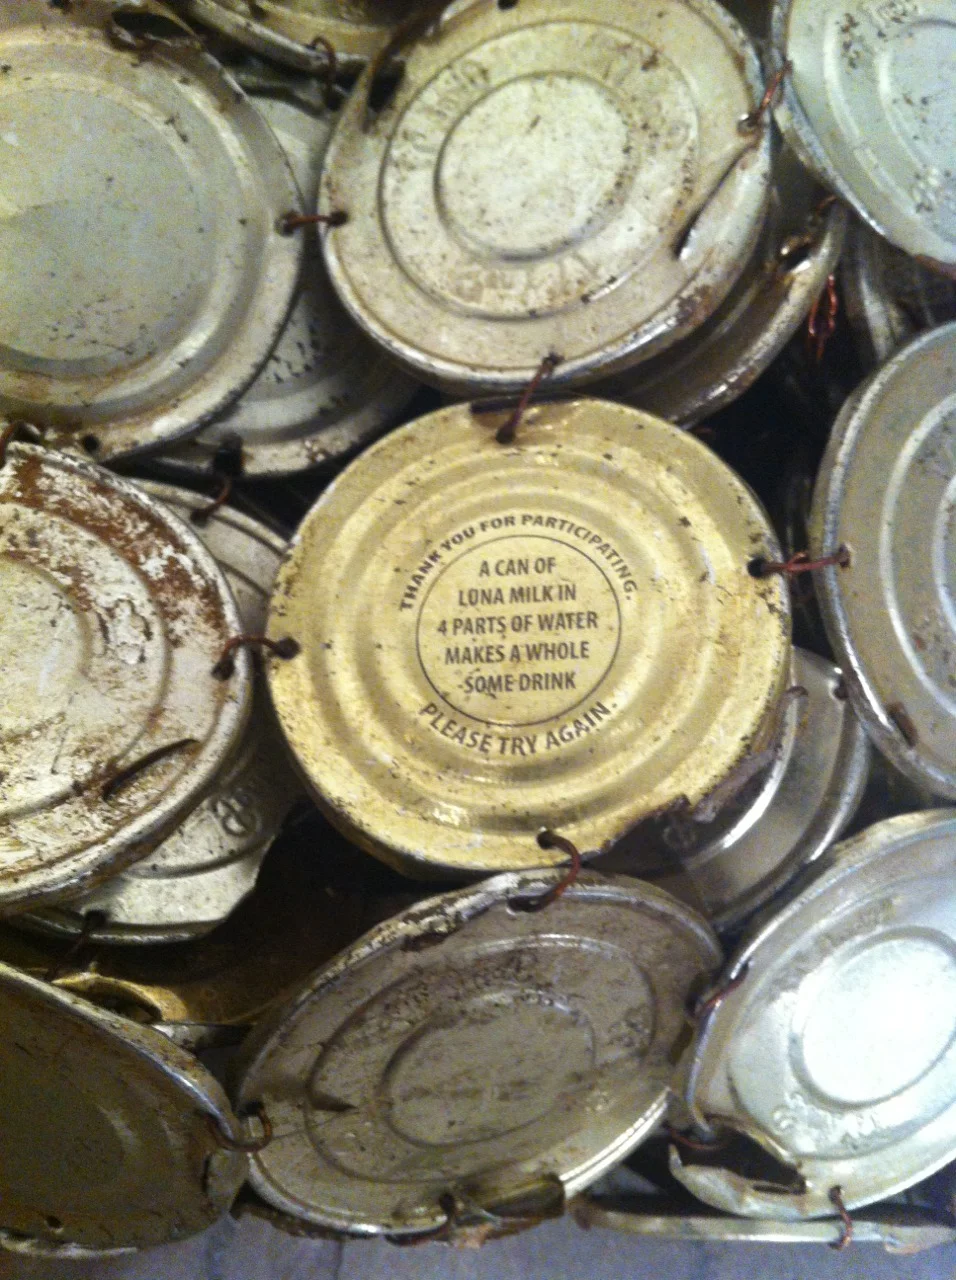 THANK YOU FOR PARTICIPATING.
A CAN OF
LUNA MILK IN
4 PARTS OF WATER
MAKES A WHOLE
SOME DRINK
PLEASE TRY AGAIN.